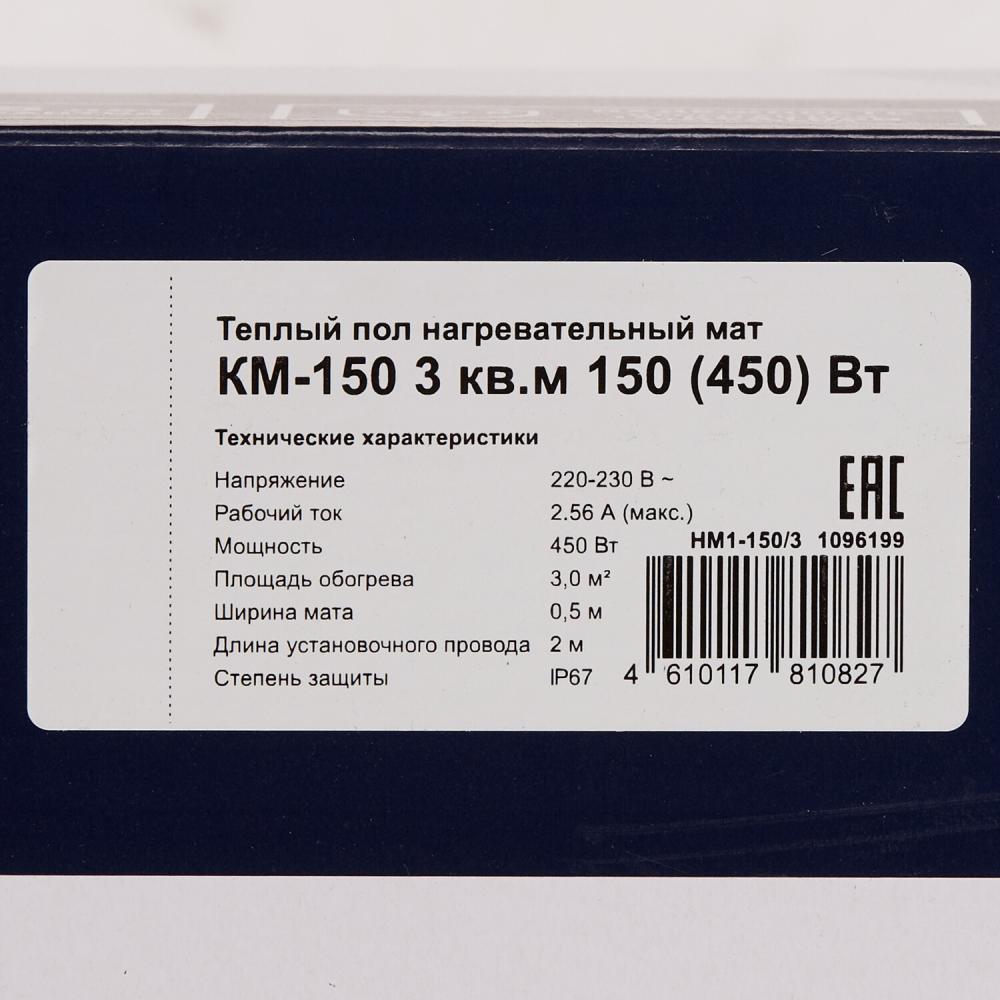 Теплый пол нагревательный мат
КМ-150 3 кв.м 150 (450) Вт
Технические характеристики
Напряжение 220-230 В ~
Рабочий ток 2.56 А (макс.)
Мощность 450 Вт
Площадь обогрева 3,0 м²
Ширина мата 0,5 м
Длина установочного провода 2 м
Степень защиты IP67
ЕАС
НМ1-150/3 1096199
4 610117 810827